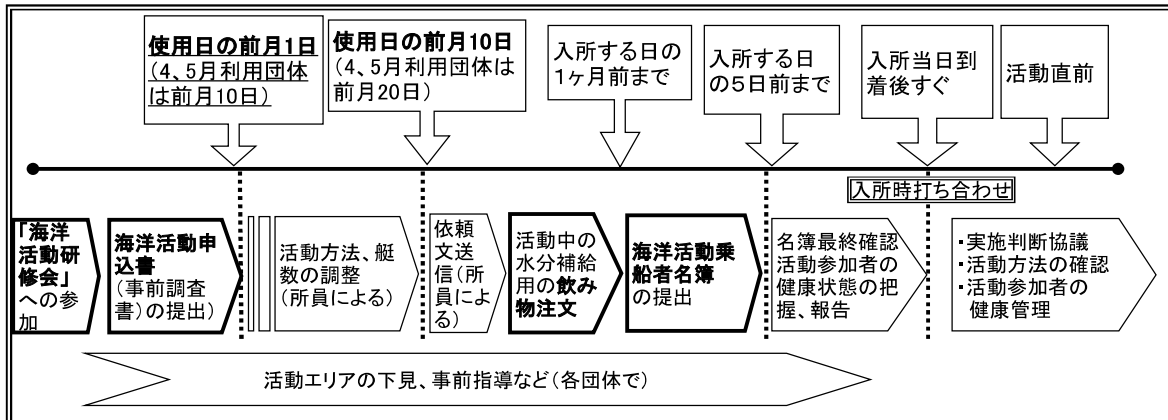 使用日の前月1日
（4、5月利用団体
は前月10日）
使用日の前月10日
（4、5月利用団体は
前月20日）
入所する日の
1ヶ月前まで
入所する日
の5日前まで
入所当日到
着後すぐ
活動直前
入所時打ち合わせ
「海洋
活動研
修会」
への参
加
海洋活動申
込書
（事前調査
書）の提出）
活動方法、艇
数の調整
（所員による）
依頼
文送
信（所
員によ
る）
活動中の
水分補給
用の飲み
物注文
海洋活動乗
船者名簿
の提出
名簿最終確認
活動参加者の
健康状態の把
握、報告
・実施判断協議
・活動方法の確認
・活動参加者の
健康管理
活動エリアの下見、事前指導など（各団体で）